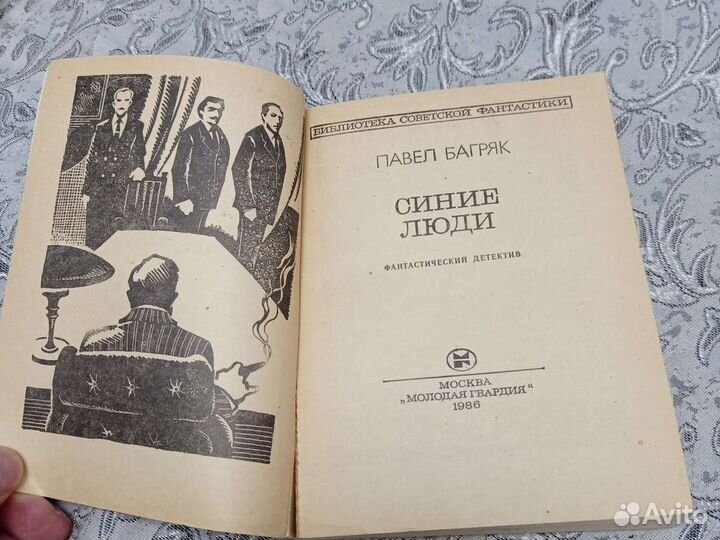 БИБЛИОТЕКА СОВЕТСКОЙ ФАНТАСТИКИ
ПАВЕЛ БАГРЯК
СИНИЕ
ЛЮДИ
ФАНТАСТИЧЕСКИЙ ДЕТЕКТИВ
МОСКВА
„МОЛОДАЯ ГВАРДИЯ“
1986
Avito